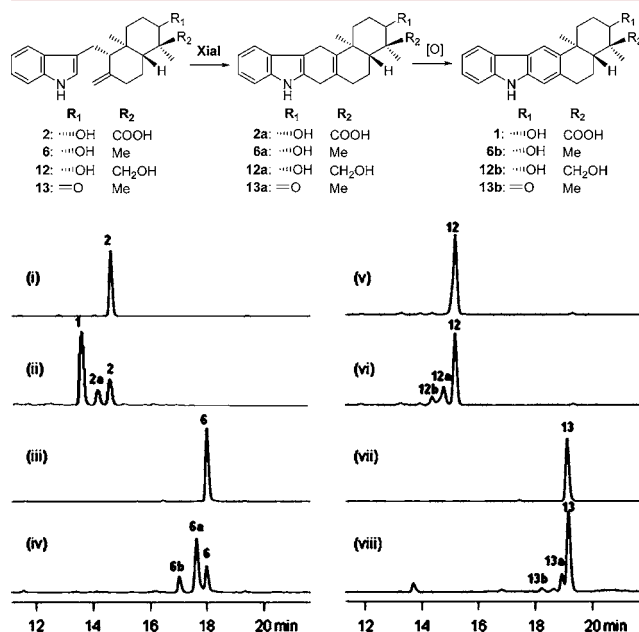 R₁
R₂
H
N
H
XiaI
R₁
R₂
H
N
H
[O]
R₁
R₂
H
N
H
R₁ R₂
2: OH COOH
6: OH Me
12: OH CH₂OH
13: =O Me
R₁ R₂
2a: OH COOH
6a: OH Me
12a: OH CH₂OH
13a: =O Me
R₁ R₂
1: OH COOH
6b: OH Me
12b: OH CH₂OH
13b: =O Me
(i) 2
(ii) 1 2a 2
(iii) 6
(iv) 6b 6a 6
12 14 16 18 20 min
(v) 12
(vi) 12b 12a 12
(vii) 13
(viii) 13b 13a 13
12 14 16 18 20 min